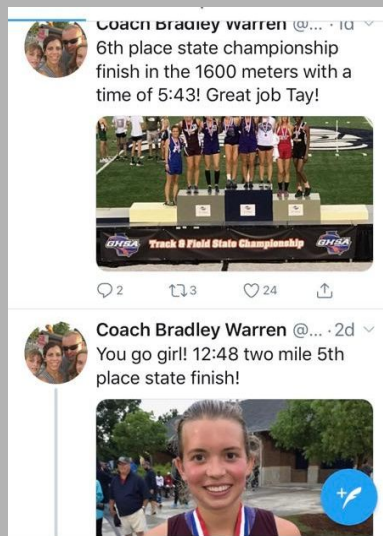 Coach Bradley Warren @... · 1d
6th place state championship
finish in the 1600 meters with a
time of 5:43! Great job Tay!
GHSA Track & Field State Championship GHSA
2 3 24
Coach Bradley Warren @... · 2d
You go girl! 12:48 two mile 5th
place state finish!